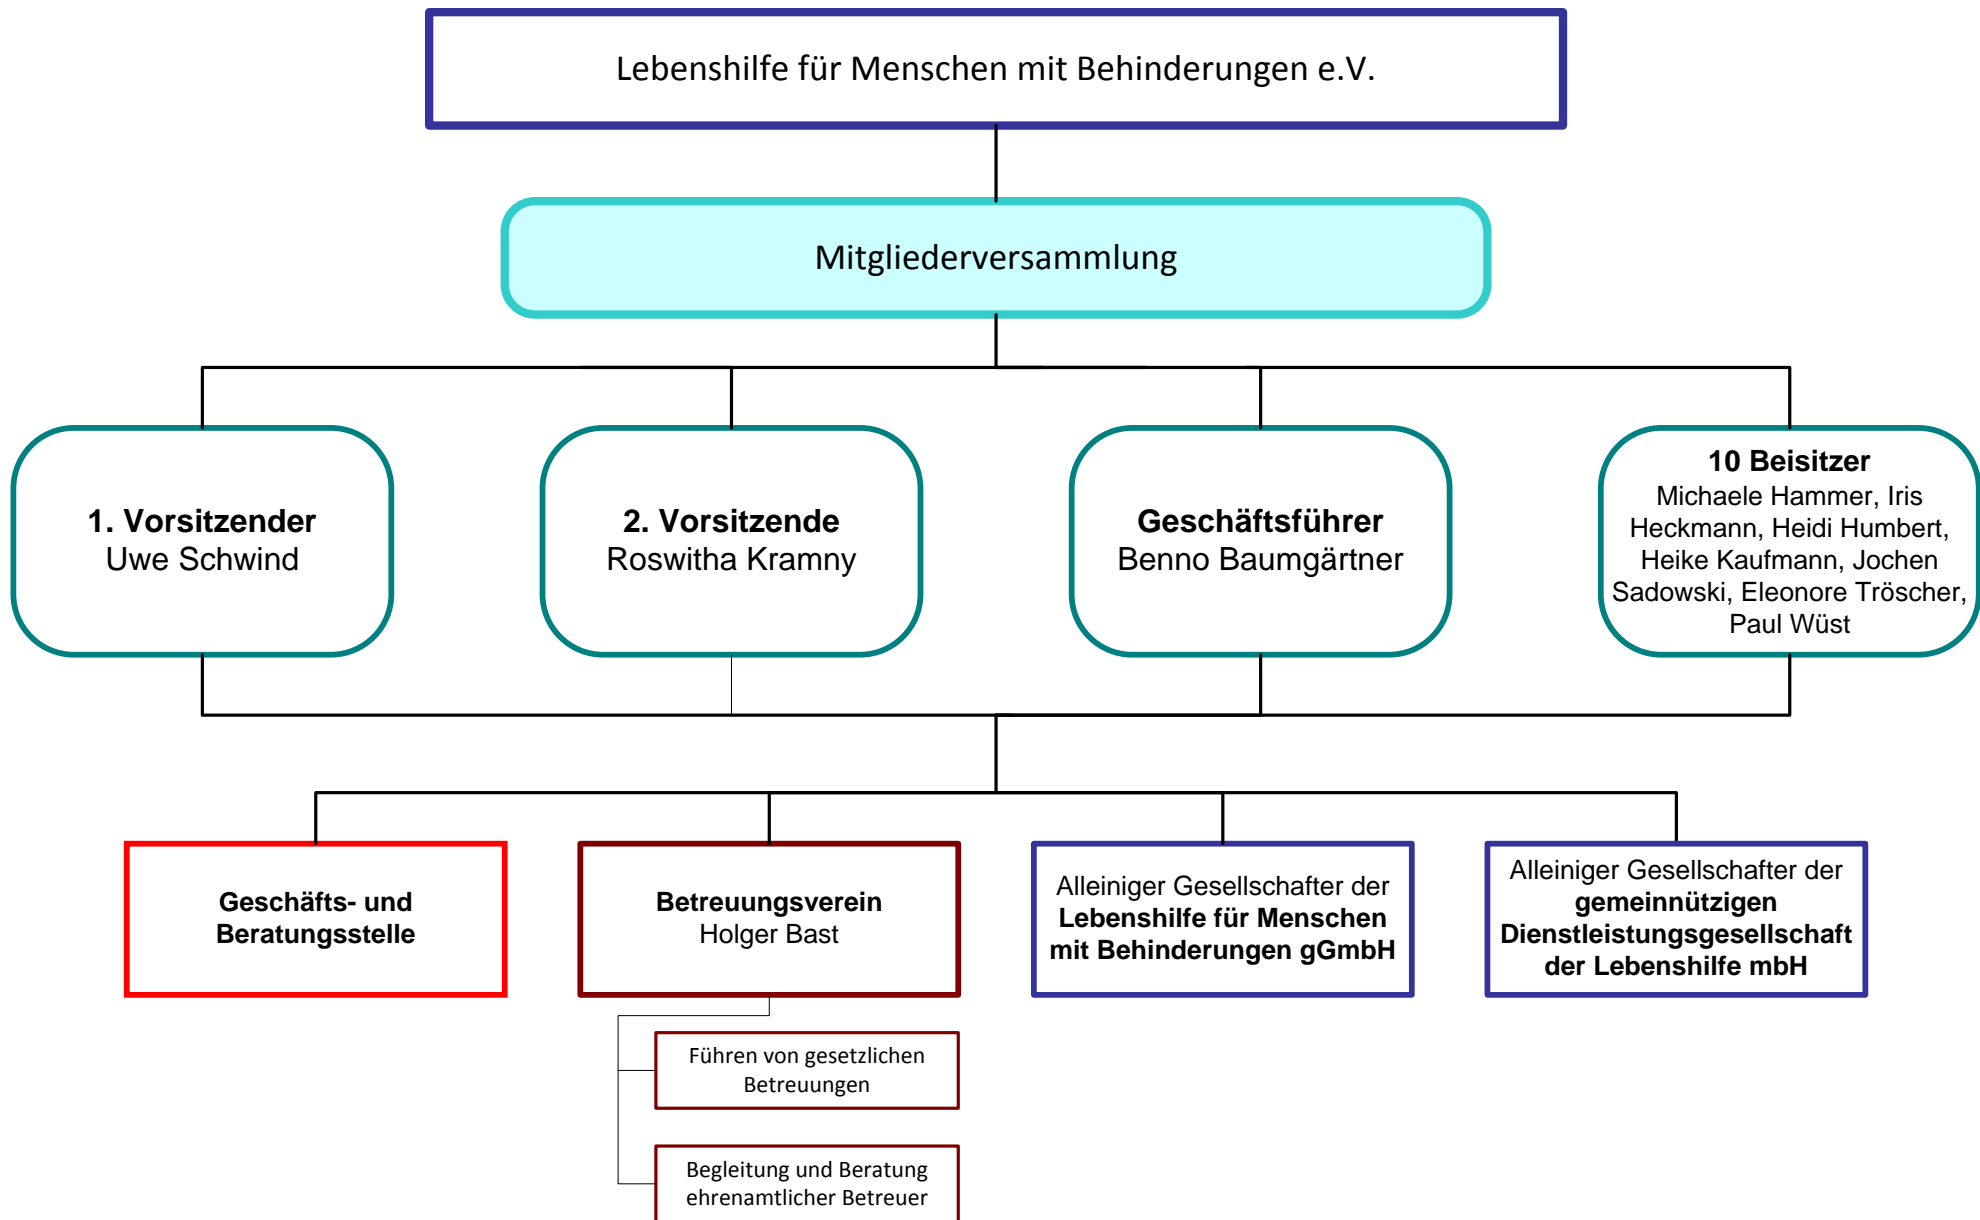 Lebenshilfe für Menschen mit Behinderungen e.V.
Mitgliederversammlung
1. Vorsitzender
Uwe Schwind
2. Vorsitzende
Roswitha Kramny
Geschäftsführer
Benno Baumgärtner
10 Beisitzer
Michaele Hammer, Iris
Heckmann, Heidi Humbert,
Heike Kaufmann, Jochen
Sadowski, Eleonore Tröscher,
Paul Wüst
Geschäfts- und
Beratungsstelle
Betreuungsverein
Holger Bast
Alleiniger Gesellschafter der
Lebenshilfe für Menschen
mit Behinderungen gGmbH
Alleiniger Gesellschafter der
gemeinnützigen
Dienstleistungsgesellschaft
der Lebenshilfe mbH
Führen von gesetzlichen
Betreuungen
Begleitung und Beratung
ehrenamtlicher Betreuer